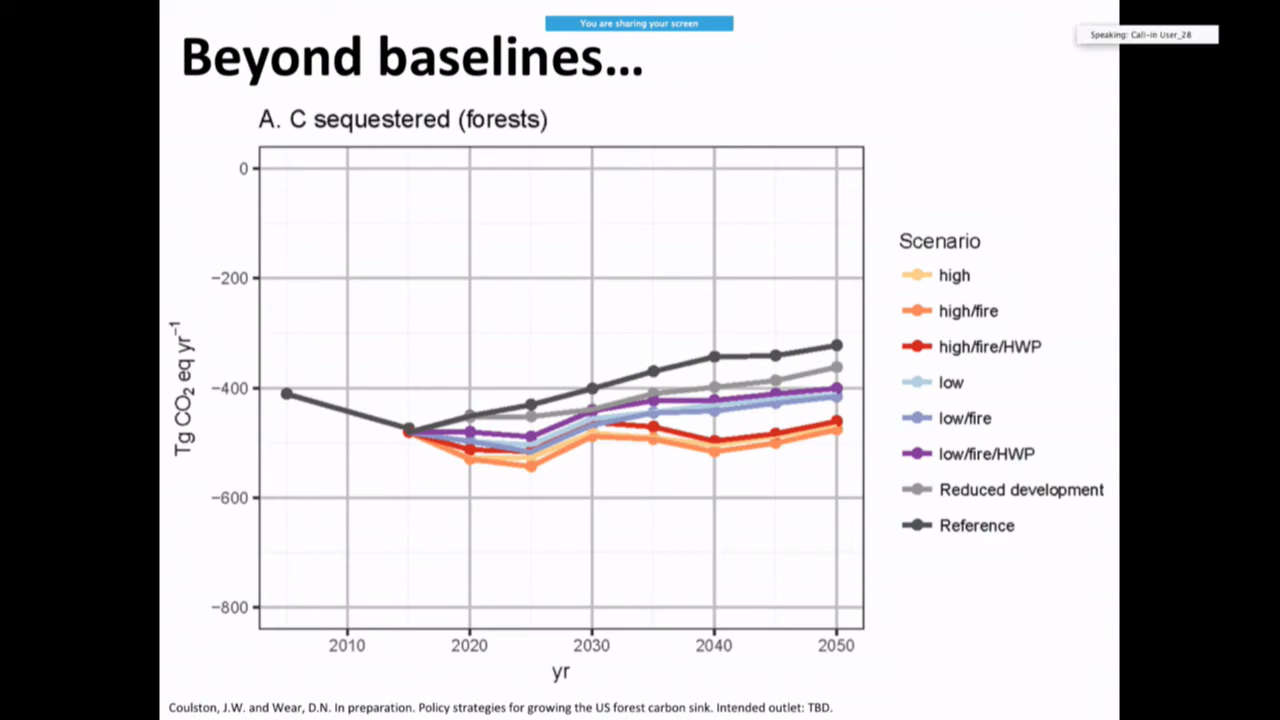 You are sharing your screen
Speaking: Call-in User_28
Beyond baselines...
A. C sequestered (forests)
0
−200
−400
−600
−800
Tg CO₂ eq yr⁻¹
2010 2020 2030 2040 2050
yr
Scenario
high
high/fire
high/fire/HWP
low
low/fire
low/fire/HWP
Reduced development
Reference
Coulston, J.W. and Wear, D.N. In preparation. Policy strategies for growing the US forest carbon sink. Intended outlet: TBD.